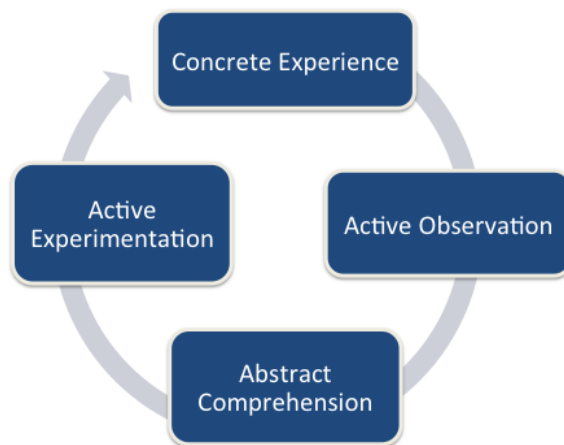 Concrete Experience
Active Observation
Abstract
Comprehension
Active
Experimentation